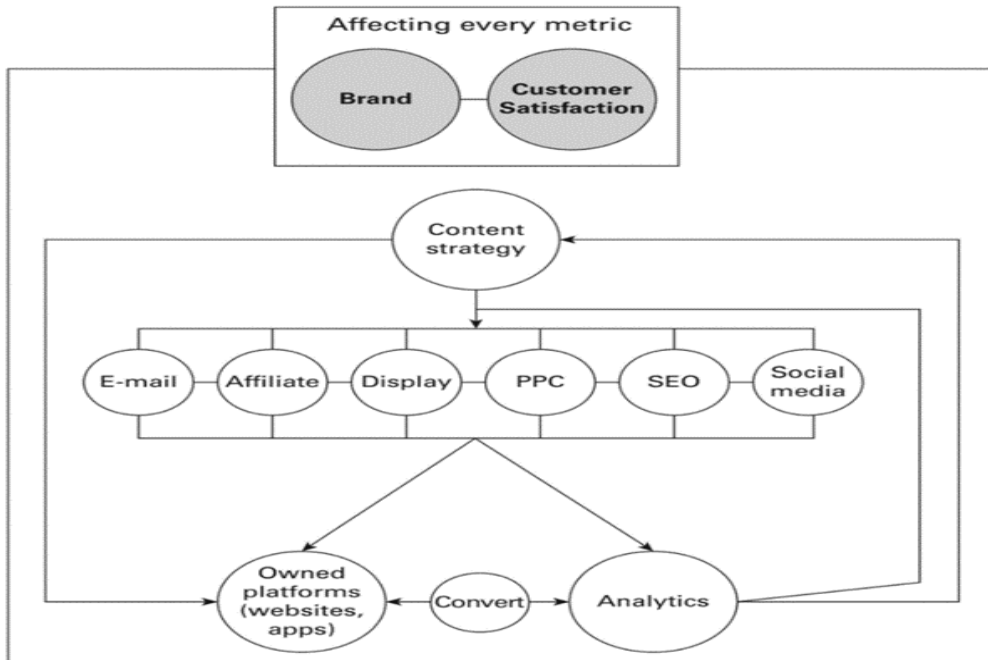 Affecting every metric
Brand
Customer
Satisfaction
Content
strategy
E-mail
Affiliate
Display
PPC
SEO
Social
media
Owned
platforms
(websites,
apps)
Convert
Analytics